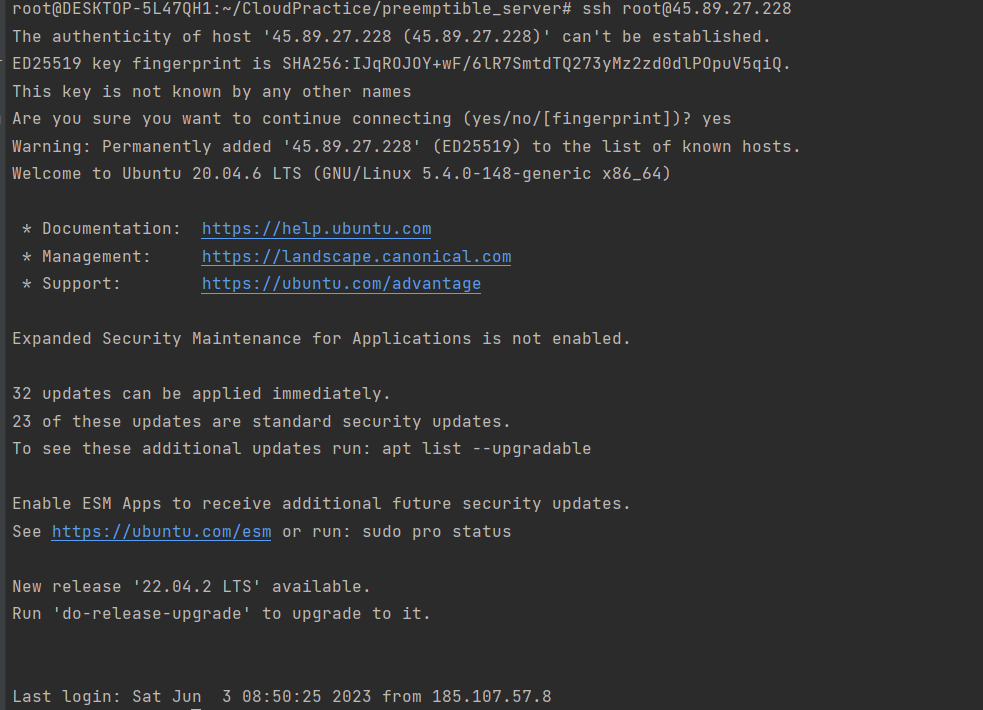 root@DESKTOP-5L47QH1:~/CloudPractice/preemptible_server# ssh root@45.89.27.228
The authenticity of host '45.89.27.228 (45.89.27.228)' can't be established.
ED25519 key fingerprint is SHA256:IJqROJOY+wF/6lR7SmtdTQ273yMz2zd0dlPOpuV5qiQ.
This key is not known by any other names
Are you sure you want to continue connecting (yes/no/[fingerprint])? yes
Warning: Permanently added '45.89.27.228' (ED25519) to the list of known hosts.
Welcome to Ubuntu 20.04.6 LTS (GNU/Linux 5.4.0-148-generic x86_64)
* Documentation:  https://help.ubuntu.com
* Management:     https://landscape.canonical.com
* Support:        https://ubuntu.com/advantage
Expanded Security Maintenance for Applications is not enabled.
32 updates can be applied immediately.
23 of these updates are standard security updates.
To see these additional updates run: apt list --upgradable
Enable ESM Apps to receive additional future security updates.
See https://ubuntu.com/esm or run: sudo pro status
New release '22.04.2 LTS' available.
Run 'do-release-upgrade' to upgrade to it.
Last login: Sat Jun  3 08:50:25 2023 from 185.107.57.8